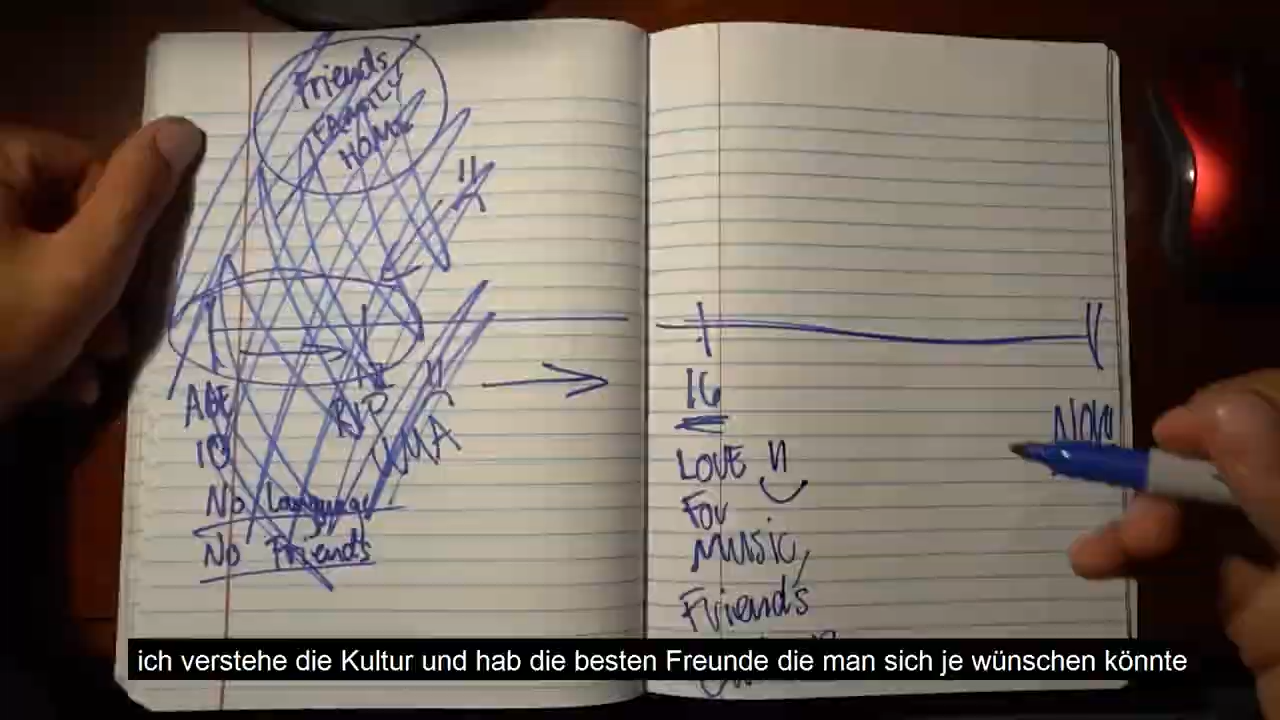 Friends
FAMILY
HOME
AGE
10
RIP
No Language
No Friends
16
LOVE
For
Music,
Friends
Now
ich verstehe die Kultur und hab die besten Freunde die man sich je wünschen könnte